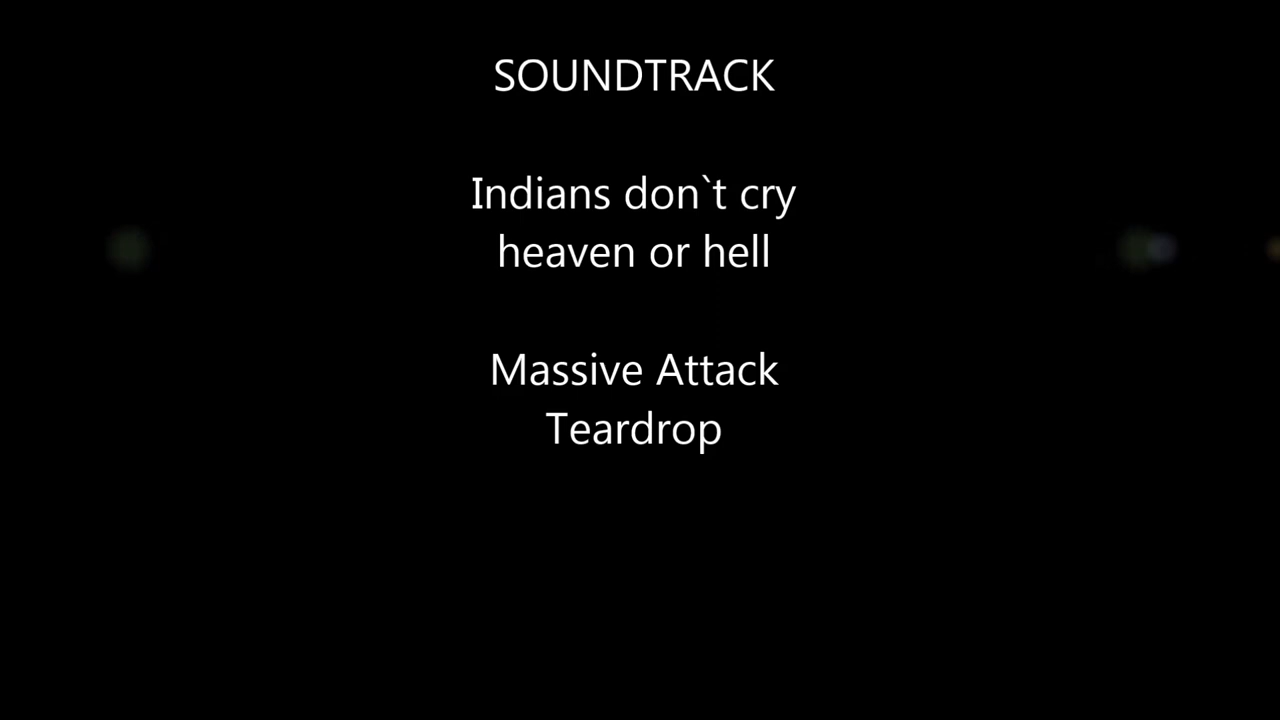 SOUNDTRACK
Indians don`t cry
heaven or hell
Massive Attack
Teardrop